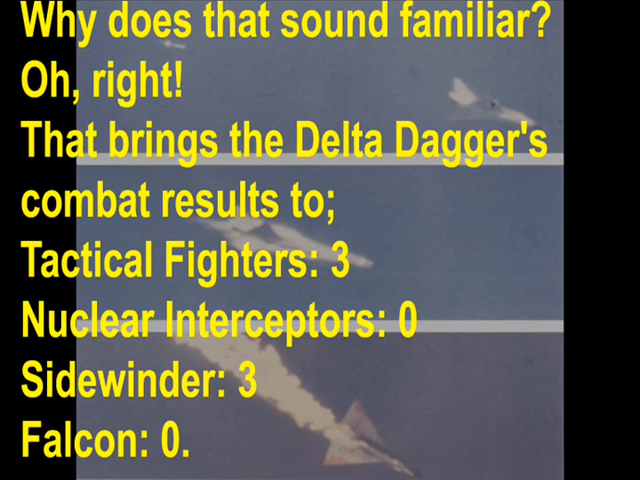 Why does that sound familiar?
Oh, right!
That brings the Delta Dagger's
combat results to;
Tactical Fighters: 3
Nuclear Interceptors: 0
Sidewinder: 3
Falcon: 0.